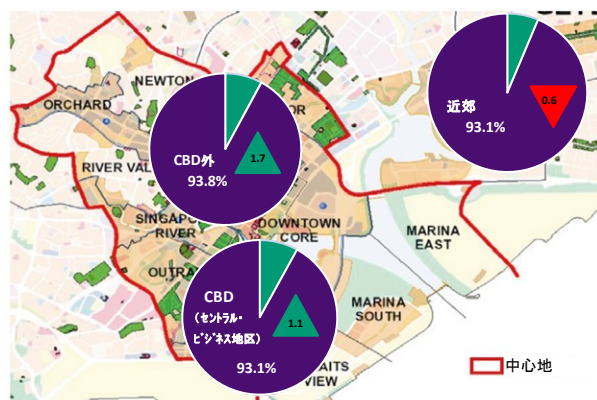 近郊
93.1%
0.6
NEWTON
ORCHARD
OR
CBD外
93.8%
1.7
RIVER VAL
SINGAPO
RIVER
DOWNTOWN
CORE
MARINA
EAST
OUTRA
CBD
(セントラル・
ﾋﾞｼﾞﾈｽ地区)
93.1%
1.1
MARINA
SOUTH
AITS
VIEW
中心地